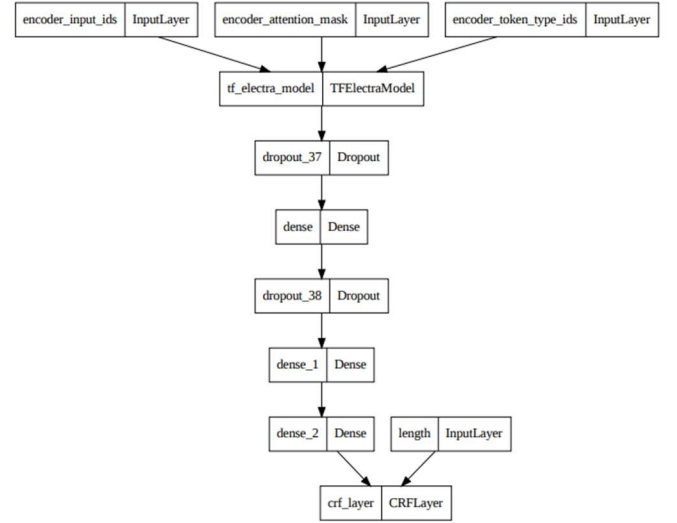 encoder_input_ids InputLayer encoder_attention_mask InputLayer encoder_token_type_ids InputLayer
tf_electra_model TFElectraModel
dropout_37 Dropout
dense Dense
dropout_38 Dropout
dense_1 Dense
dense_2 Dense length InputLayer
crf_layer CRFLayer